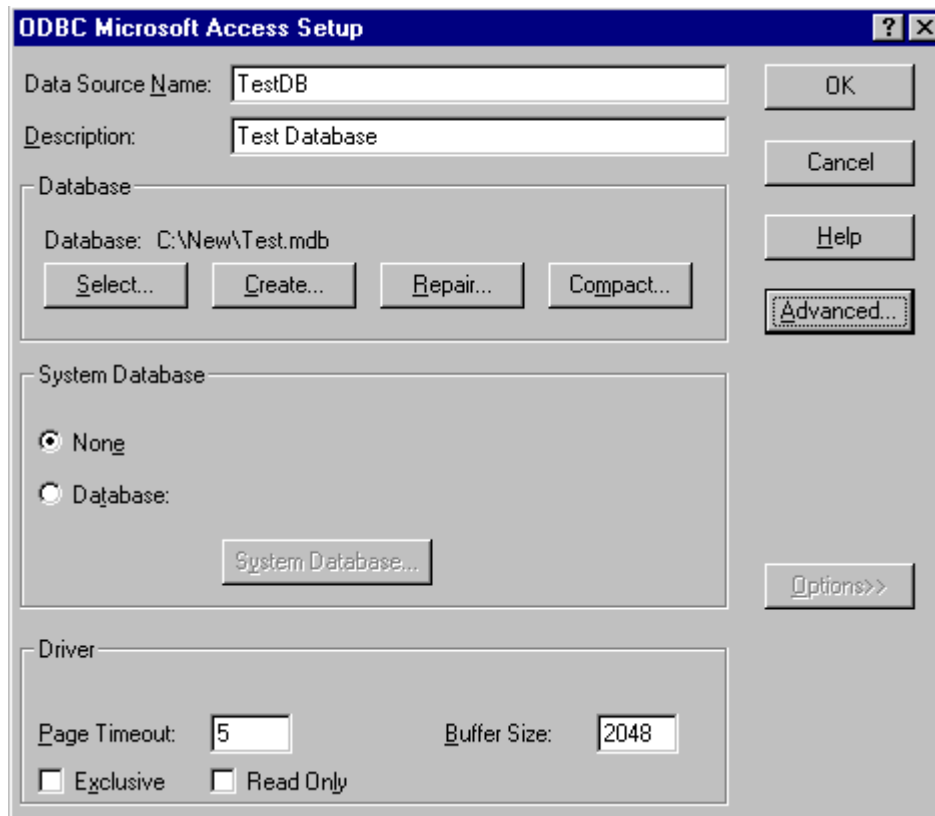 ODBC Microsoft Access Setup
Data Source Name: TestDB
OK
Description: Test Database
Cancel
Database
Database: C:\New\Test.mdb
Help
Select... Create... Repair... Compact...
Advanced...
System Database
None
Database:
System Database...
Options>>
Driver
Page Timeout: 5 Buffer Size: 2048
Exclusive Read Only